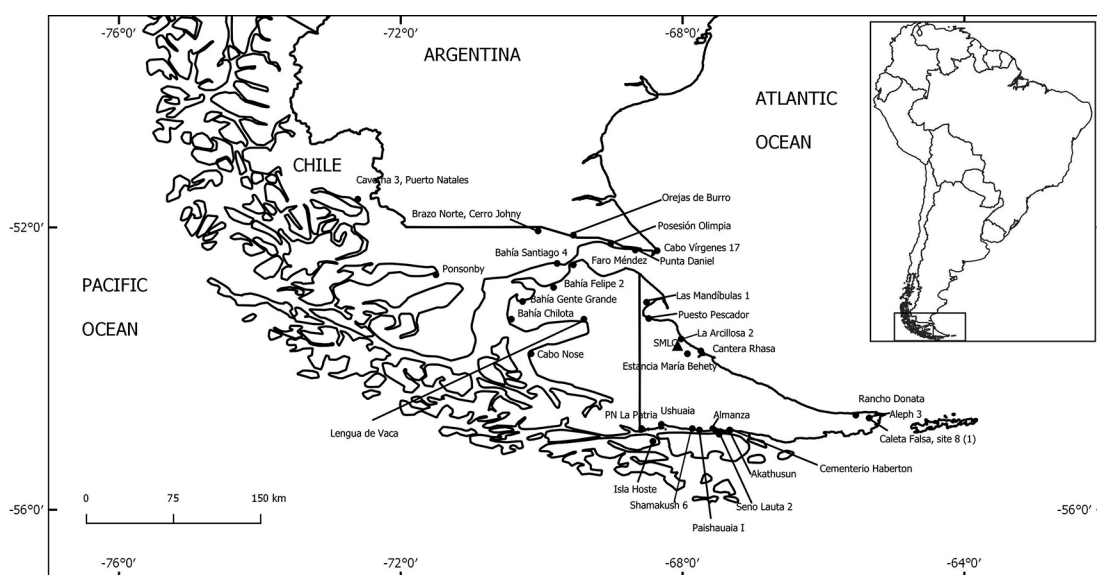 -76°0'
-72°0'
-68°0'
ARGENTINA
ATLANTIC
OCEAN
CHILE
Caverna 3, Puerto Natales
Orejas de Burro
-52°0'
Brazo Norte, Cerro Johny
Posesión Olimpia
Bahía Santiago 4
Cabo Vírgenes 17
Faro Méndez
Punta Daniel
Ponsonby
PACIFIC
OCEAN
Bahía Felipe 2
Bahía Gente Grande
Las Mandíbulas 1
Bahía Chilota
Puesto Pescador
La Arcillosa 2
SMLC
Cantera Rhasa
Cabo Nose
Estancia María Behety
Rancho Donata
PN La Patria
Ushuaia
Almanza
Aleph 3
Lengua de Vaca
Caleta Falsa, site 8 (1)
Cementerio Haberton
Akathusun
Isla Hoste
Shamakush 6
Seno Lauta 2
Paishauaia I
0
75
150 km
-56°0'
-56°0'
-76°0'
-72°0'
-68°0'
-64°0'